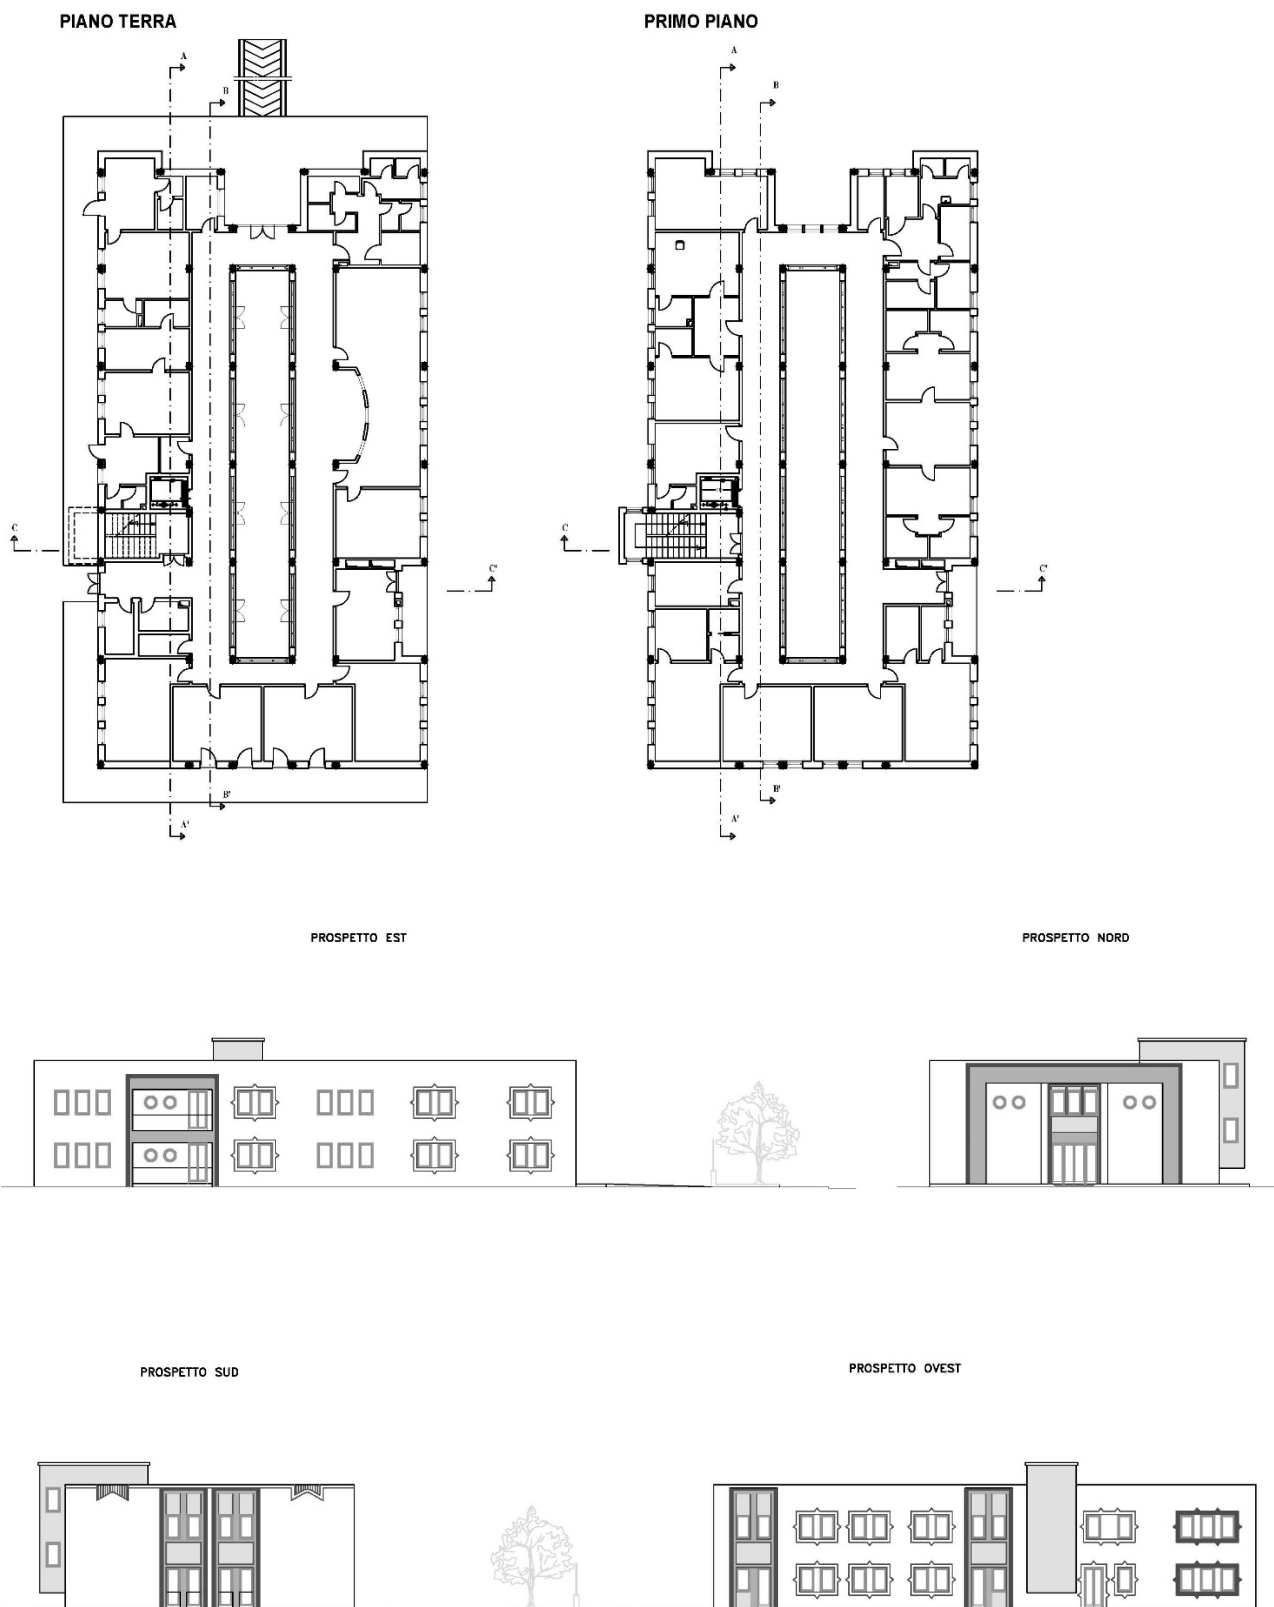 PIANO TERRA
PRIMO PIANO
A
A
B
B
C
C
C'
C'
B'
B'
A'
A'
PROSPETTO EST
PROSPETTO NORD
PROSPETTO SUD
PROSPETTO OVEST